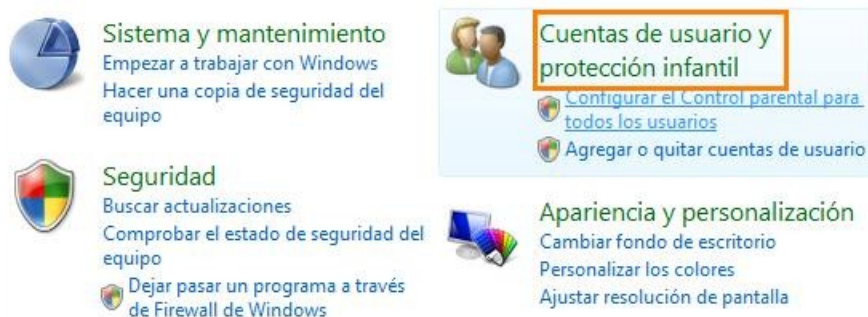 Sistema y mantenimiento
Empezar a trabajar con Windows
Hacer una copia de seguridad del
equipo
Seguridad
Buscar actualizaciones
Comprobar el estado de seguridad del
equipo
Dejar pasar un programa a través
de Firewall de Windows
Cuentas de usuario y
protección infantil
Configurar el Control parental para
todos los usuarios
Agregar o quitar cuentas de usuario
Apariencia y personalización
Cambiar fondo de escritorio
Personalizar los colores
Ajustar resolución de pantalla